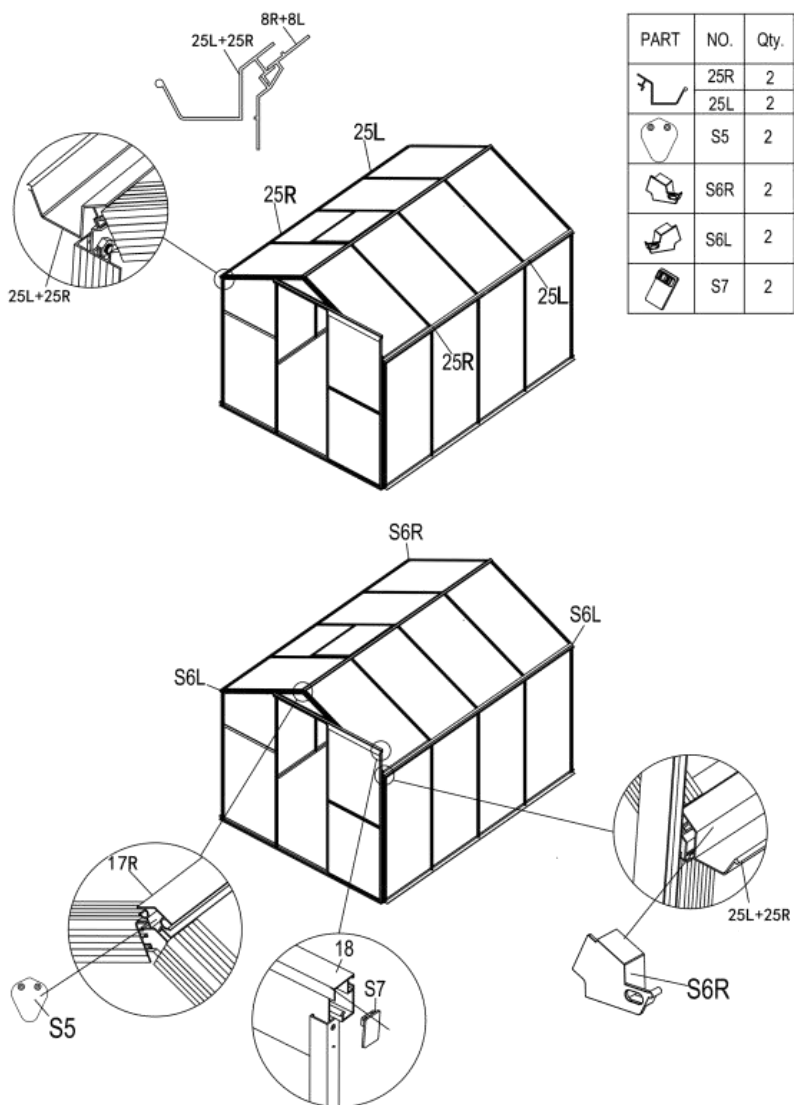 8R+8L
25L+25R
25L
25R
25L+25R
25L
25R
PART NO. Qty.
25R 2
25L 2
S5 2
S6R 2
S6L 2
S7 2
S6R
S6L
S6L
17R
S5
18
S7
25L+25R
S6R